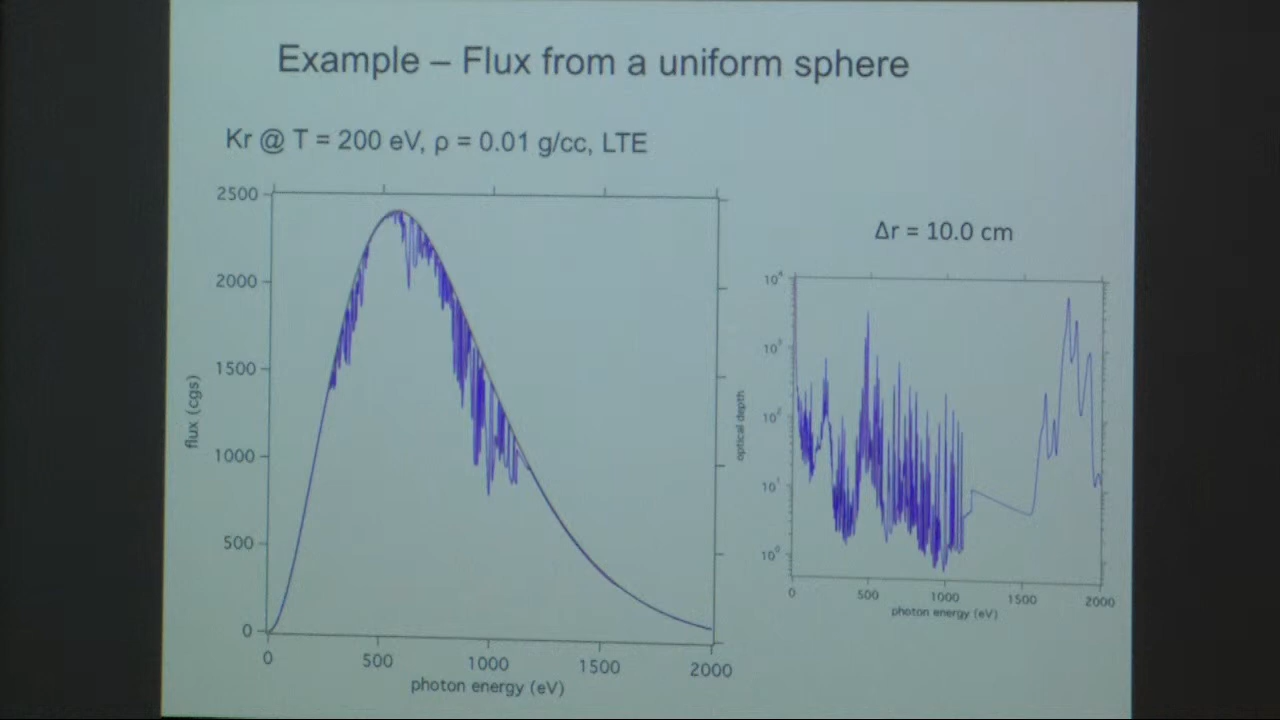 Example – Flux from a uniform sphere
Kr @ T = 200 eV, ρ = 0.01 g/cc, LTE
Δr = 10.0 cm
2500
2000
1500
1000
500
0
flux (cgs)
0 500 1000 1500 2000
photon energy (eV)
10⁴
10³
10²
10¹
10⁰
optical depth
0 500 1000 1500 2000
photon energy (eV)